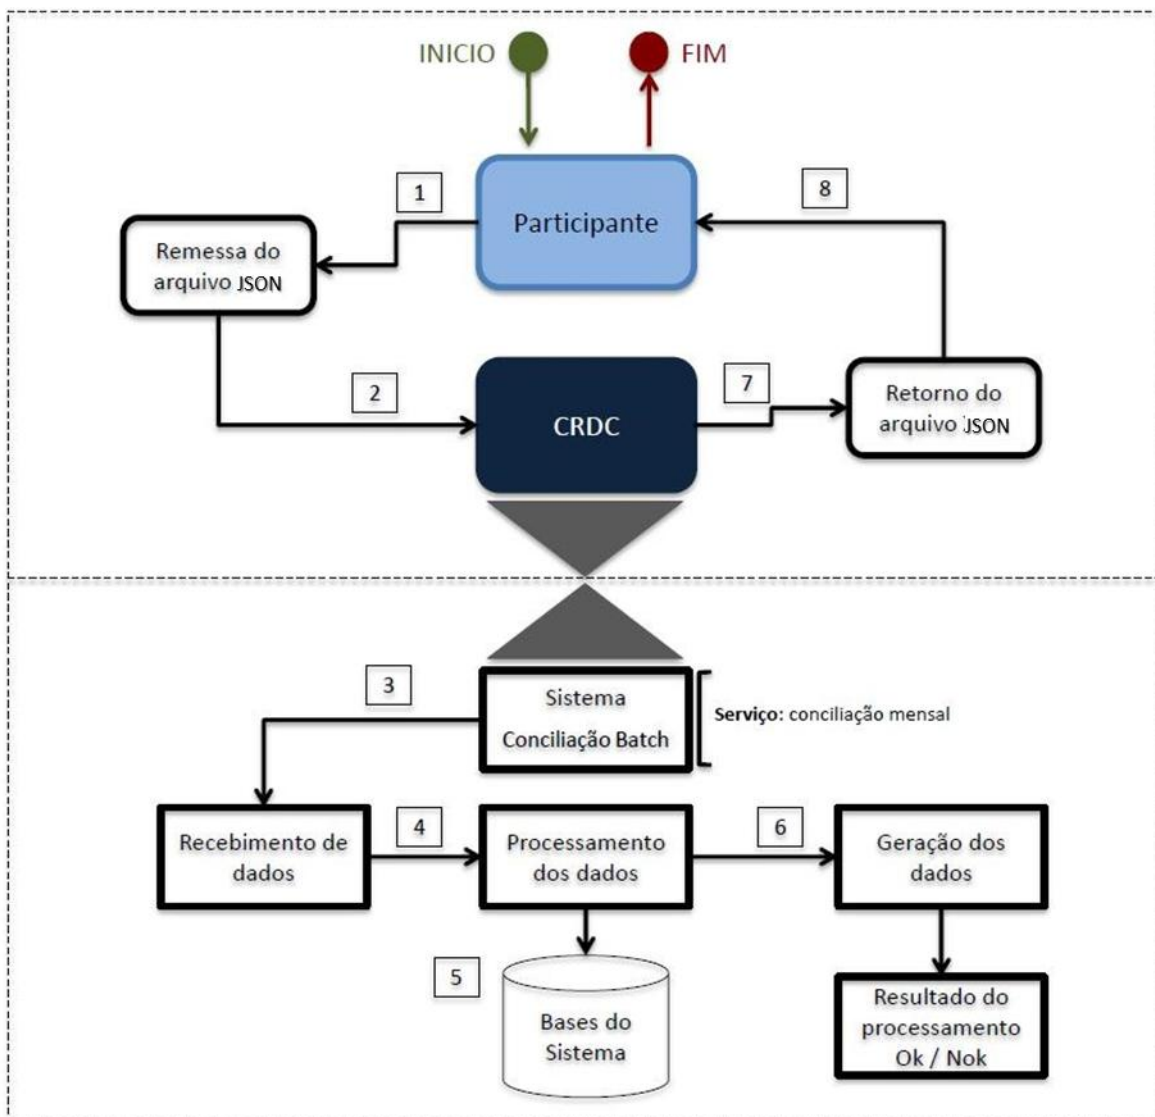 INICIO
FIM
1
8
Participante
Remessa do
arquivo JSON
2
7
CRDC
Retorno do
arquivo JSON
3
Sistema
Conciliação Batch
Serviço: conciliação mensal
4
6
Recebimento de
dados
Processamento
dos dados
Geração dos
dados
5
Bases do
Sistema
Resultado do
processamento
Ok / Nok